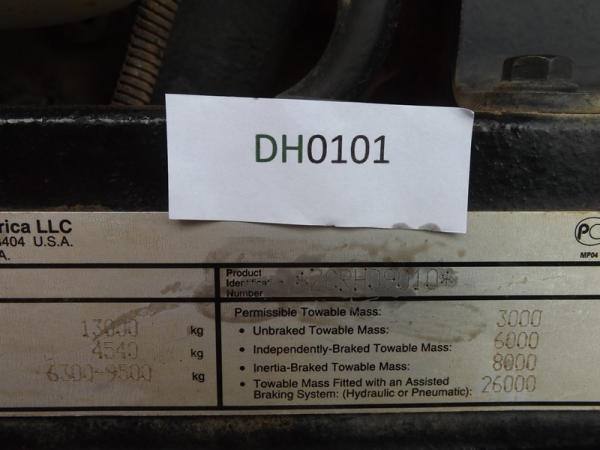 DH0101
rica LLC
8404 U.S.A.
A.
PC
MP04
Product
Identification
Number
13000 kg
4540 kg
6300-9500 kg
Permissible Towable Mass: 3000
• Unbraked Towable Mass: 6000
• Independently-Braked Towable Mass: 8000
• Inertia-Braked Towable Mass: 26000
• Towable Mass Fitted with an Assisted
Braking System: (Hydraulic or Pneumatic):